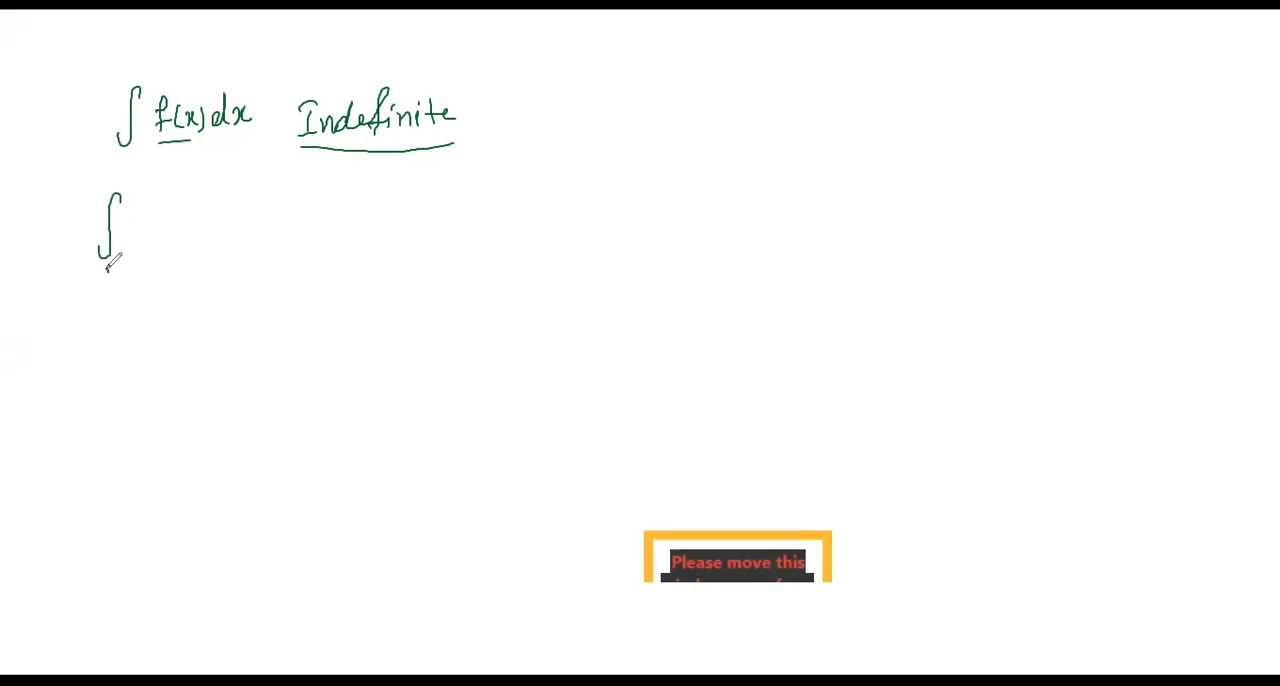 ∫ f(x) dx Indefinite
∫
Please move this